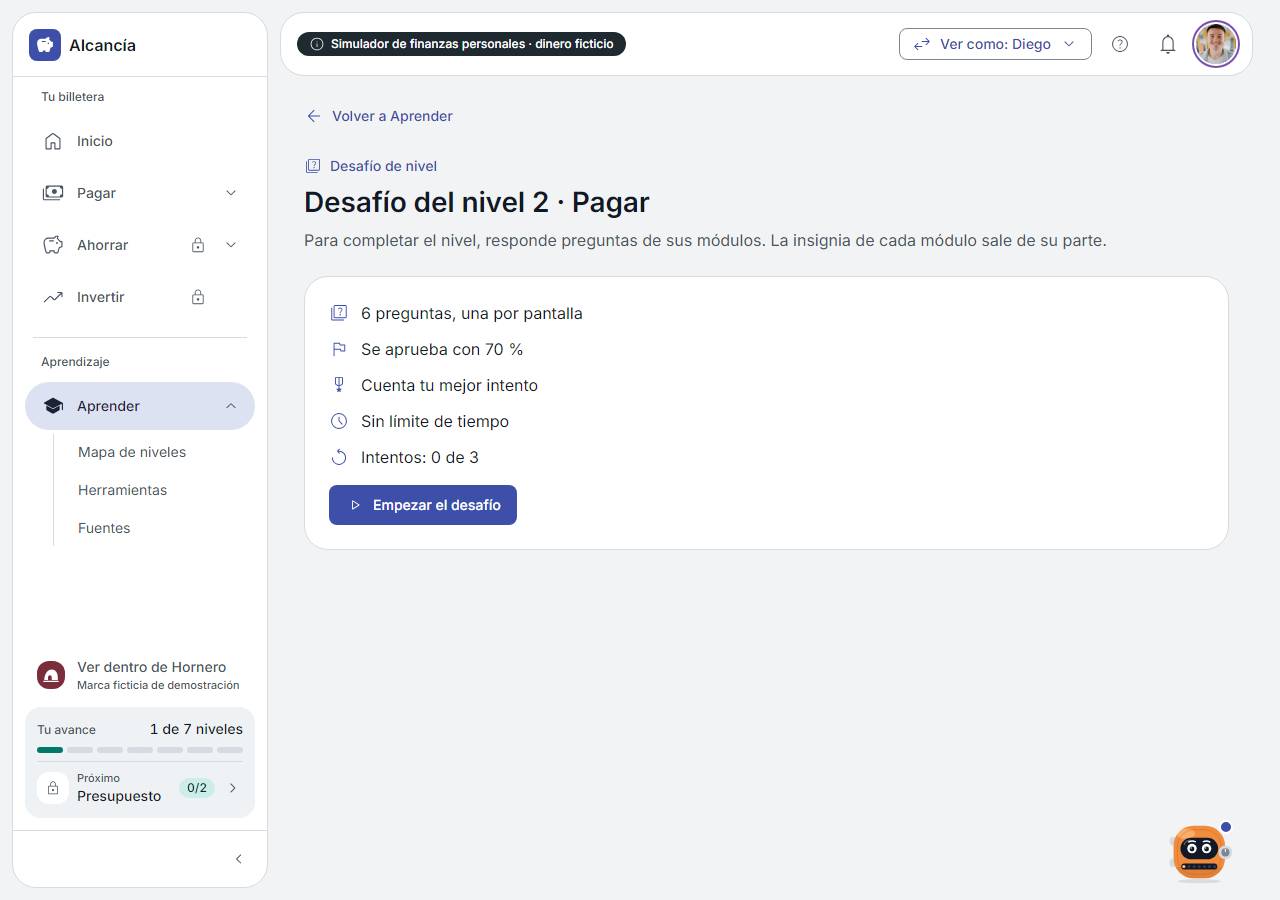 Alcancía
Tu billetera
Inicio
Pagar
Ahorrar
Invertir
Aprendizaje
Aprender
Mapa de niveles
Herramientas
Fuentes
Ver dentro de Hornero
Marca ficticia de demostración
Tu avance 1 de 7 niveles
Próximo
Presupuesto 0/2
Simulador de finanzas personales · dinero ficticio
Ver como: Diego
Volver a Aprender
Desafío de nivel
Desafío del nivel 2 · Pagar
Para completar el nivel, responde preguntas de sus módulos. La insignia de cada módulo sale de su parte.
6 preguntas, una por pantalla
Se aprueba con 70 %
Cuenta tu mejor intento
Sin límite de tiempo
Intentos: 0 de 3
Empezar el desafío